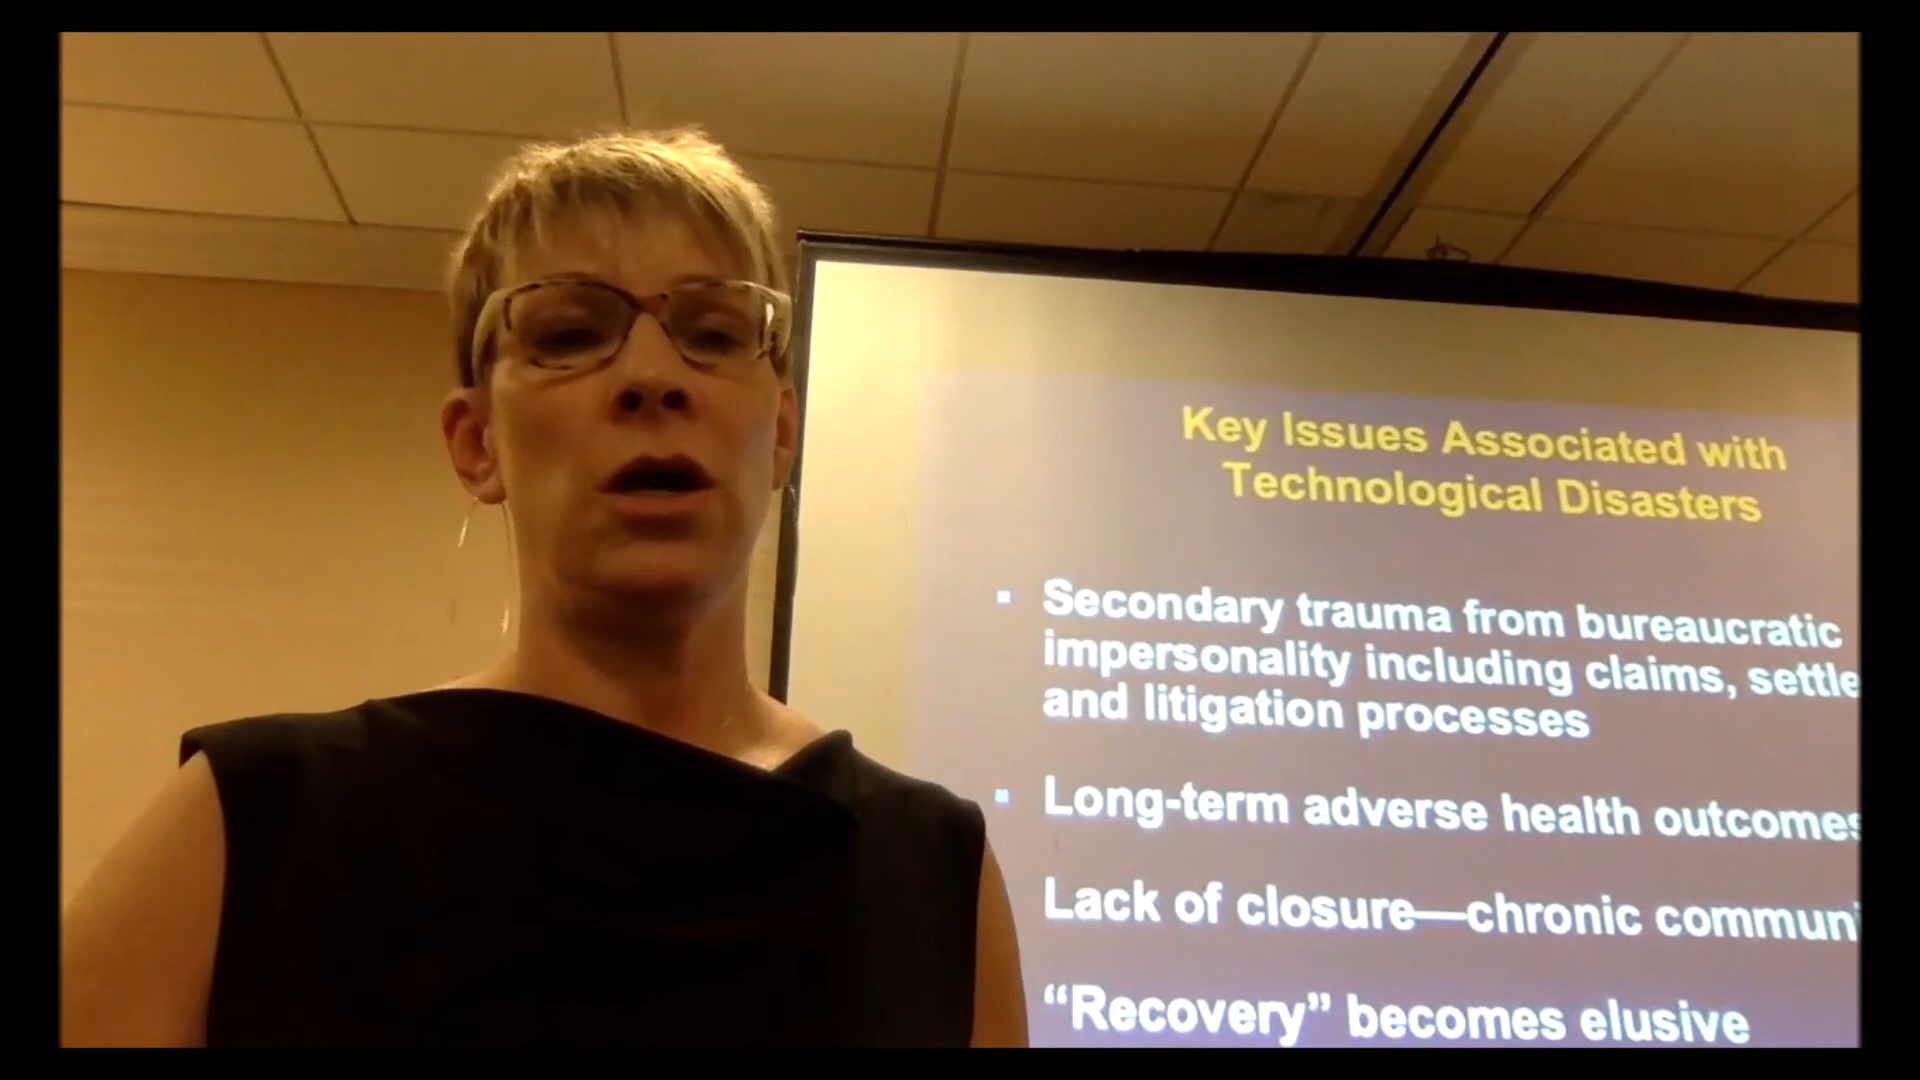 Key Issues Associated with
Technological Disasters
▪ Secondary trauma from bureaucratic
impersonality including claims, settle
and litigation processes
▪ Long-term adverse health outcomes
Lack of closure—chronic communi
“Recovery” becomes elusive